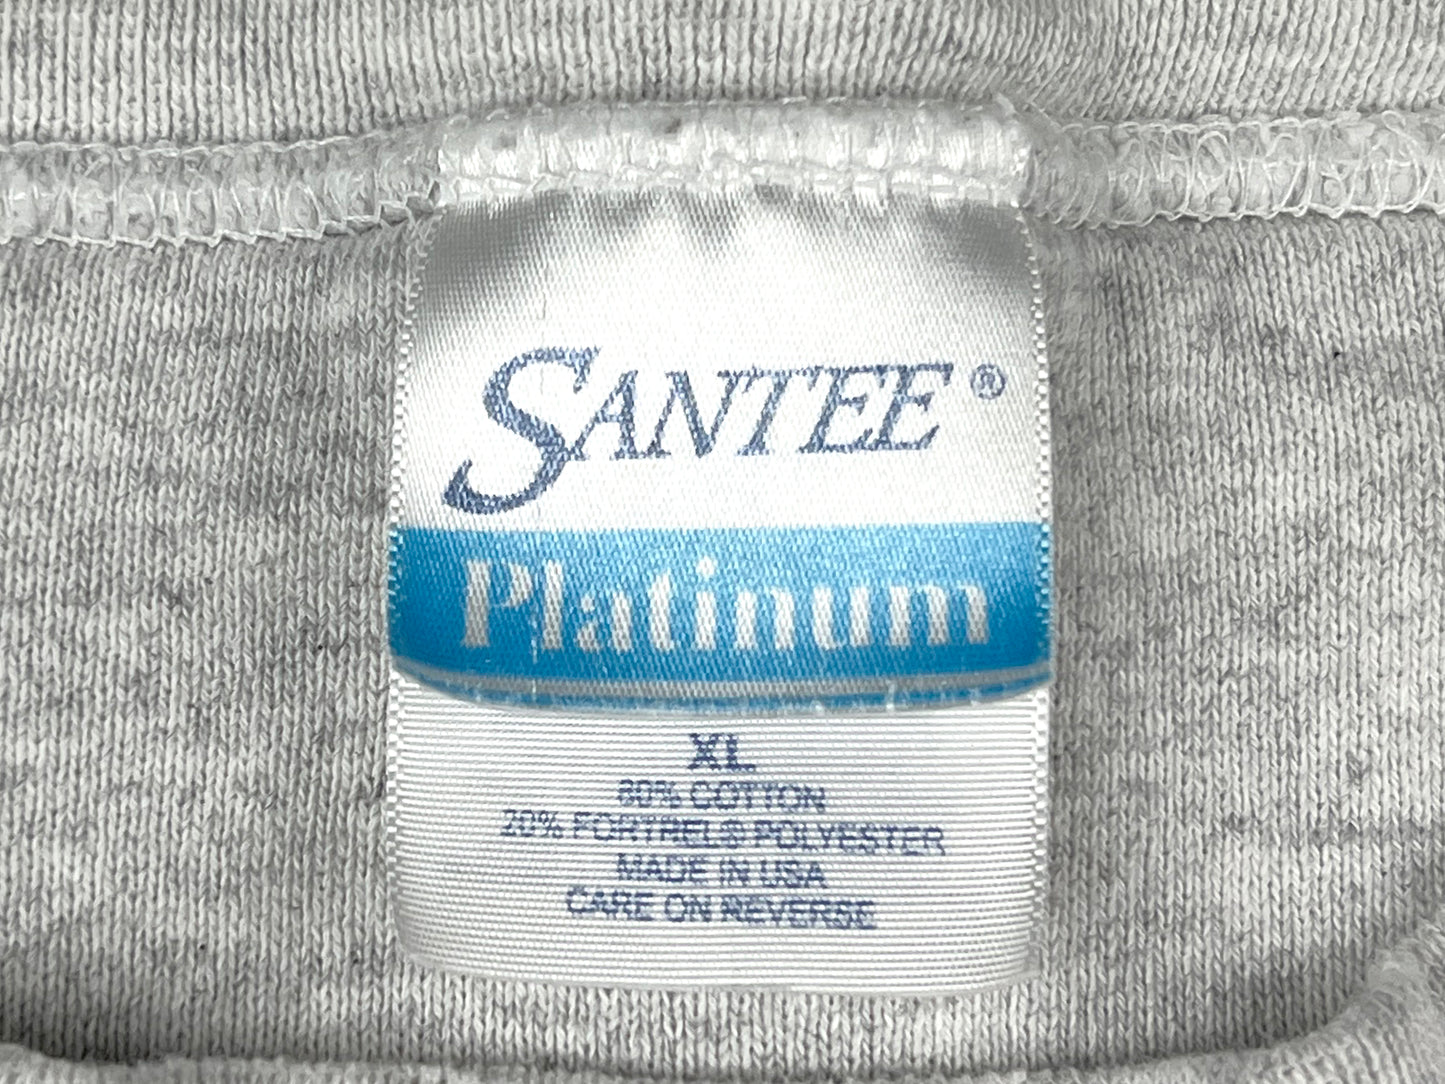 SANTEE®
Platinum
XL
80% COTTON
20% FORTREL® POLYESTER
MADE IN USA
CARE ON REVERSE